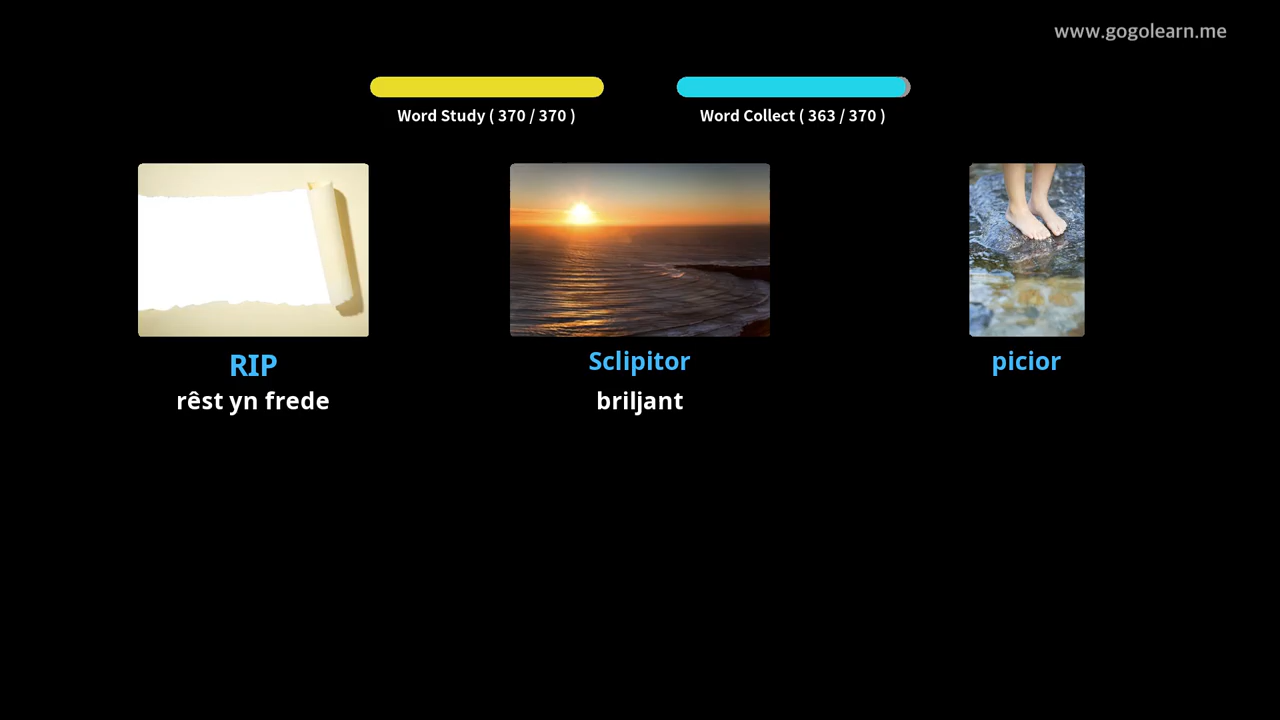 www.gogolearn.me
Word Study ( 370 / 370 )
Word Collect ( 363 / 370 )
RIP
rêst yn frede
Sclipitor
briljant
picior